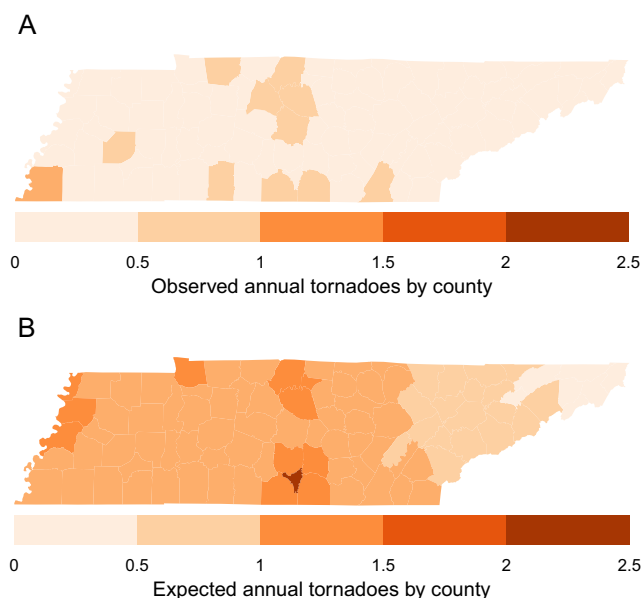 A
0 0.5 1 1.5 2 2.5
Observed annual tornadoes by county
B
0 0.5 1 1.5 2 2.5
Expected annual tornadoes by county